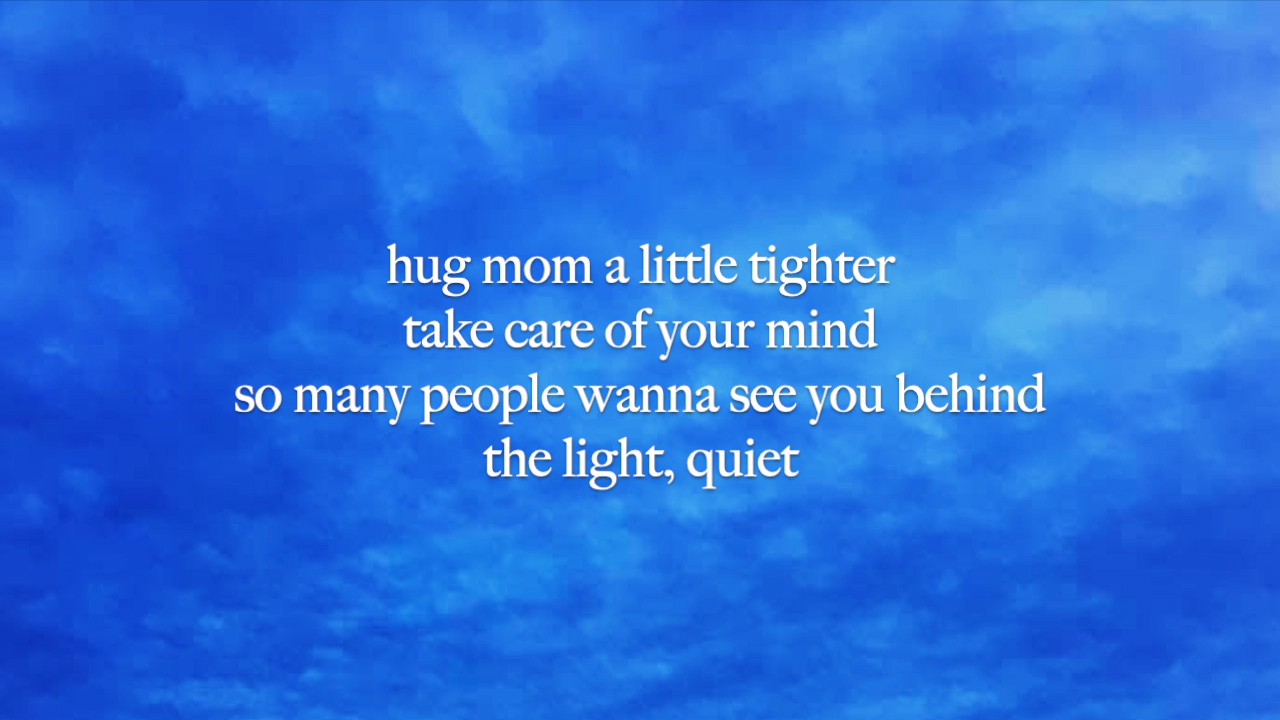 hug mom a little tighter
take care of your mind
so many people wanna see you behind
the light, quiet